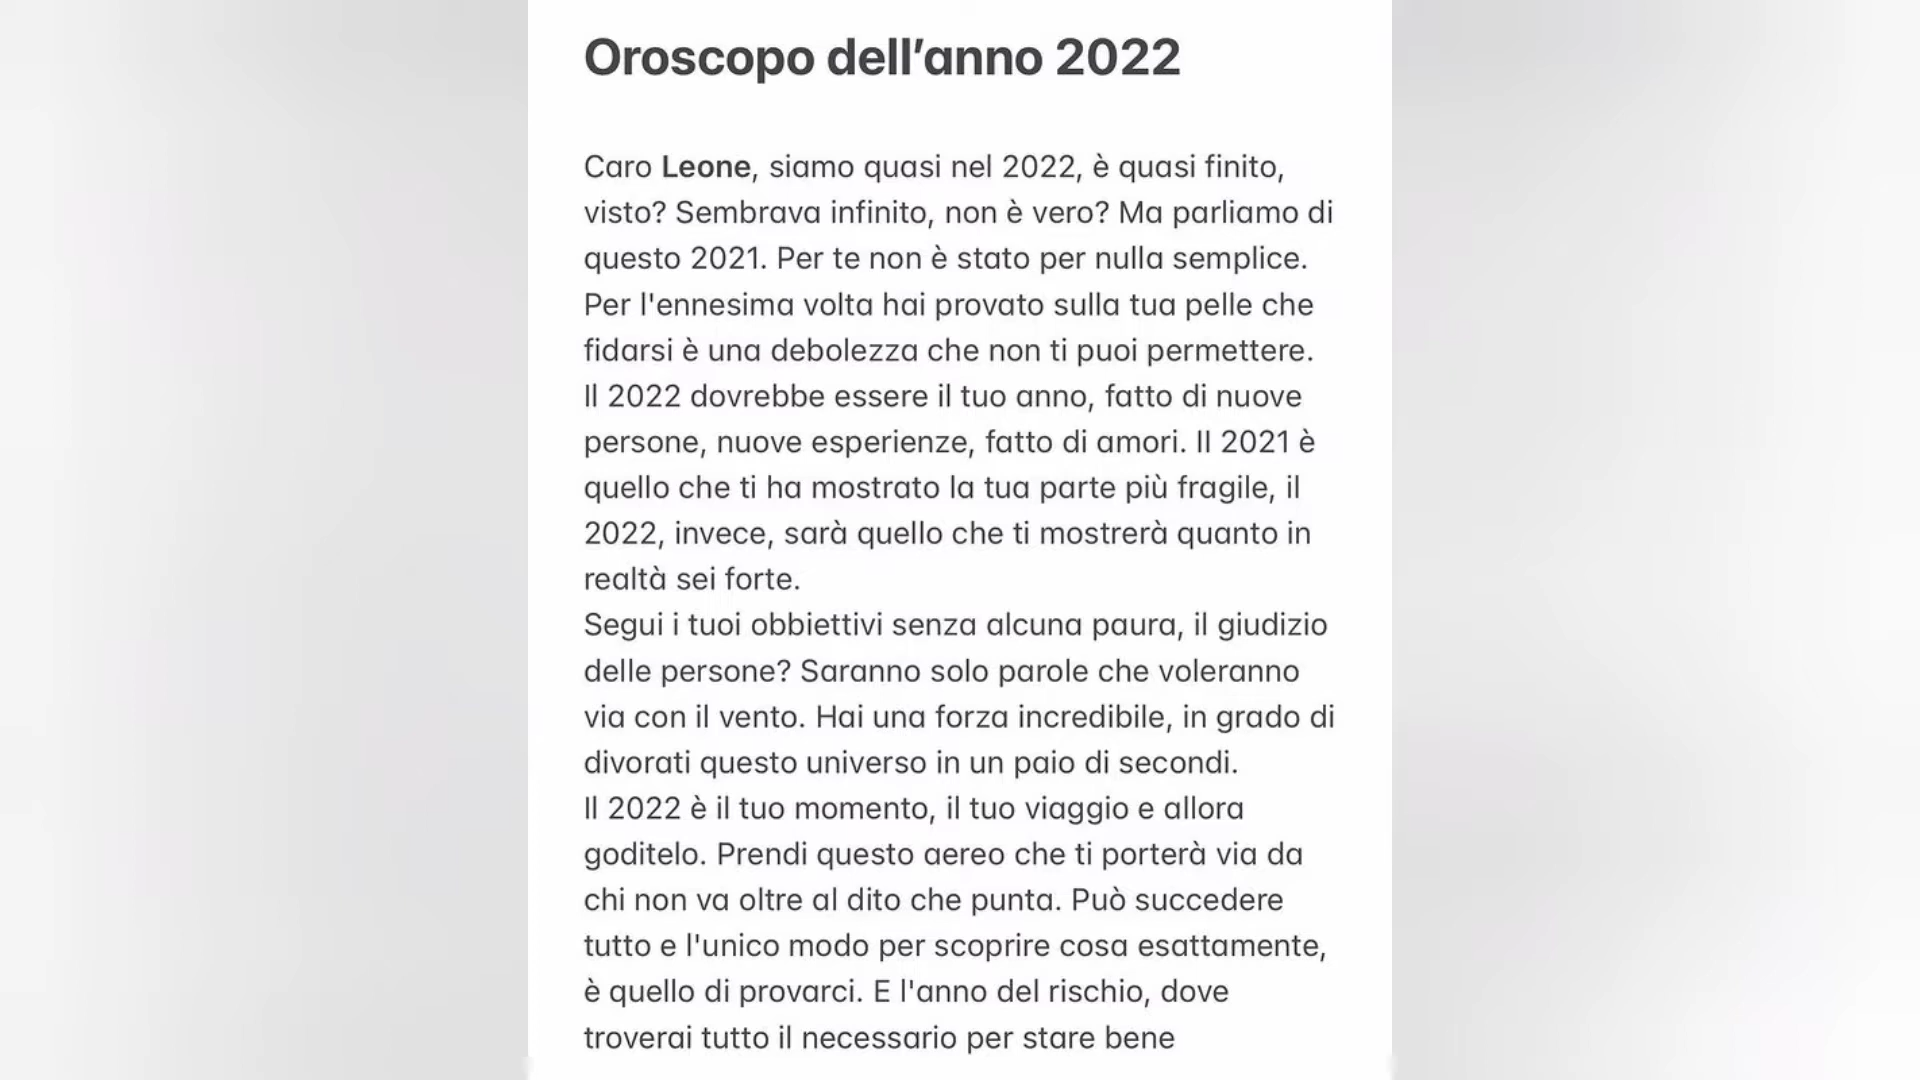 Oroscopo dell’anno 2022
Caro Leone, siamo quasi nel 2022, è quasi finito,
visto? Sembrava infinito, non è vero? Ma parliamo di
questo 2021. Per te non è stato per nulla semplice.
Per l'ennesima volta hai provato sulla tua pelle che
fidarsi è una debolezza che non ti puoi permettere.
Il 2022 dovrebbe essere il tuo anno, fatto di nuove
persone, nuove esperienze, fatto di amori. Il 2021 è
quello che ti ha mostrato la tua parte più fragile, il
2022, invece, sarà quello che ti mostrerà quanto in
realtà sei forte.
Segui i tuoi obbiettivi senza alcuna paura, il giudizio
delle persone? Saranno solo parole che voleranno
via con il vento. Hai una forza incredibile, in grado di
divorati questo universo in un paio di secondi.
Il 2022 è il tuo momento, il tuo viaggio e allora
goditelo. Prendi questo aereo che ti porterà via da
chi non va oltre al dito che punta. Può succedere
tutto e l'unico modo per scoprire cosa esattamente,
è quello di provarci. E l'anno del rischio, dove
troverai tutto il necessario per stare bene